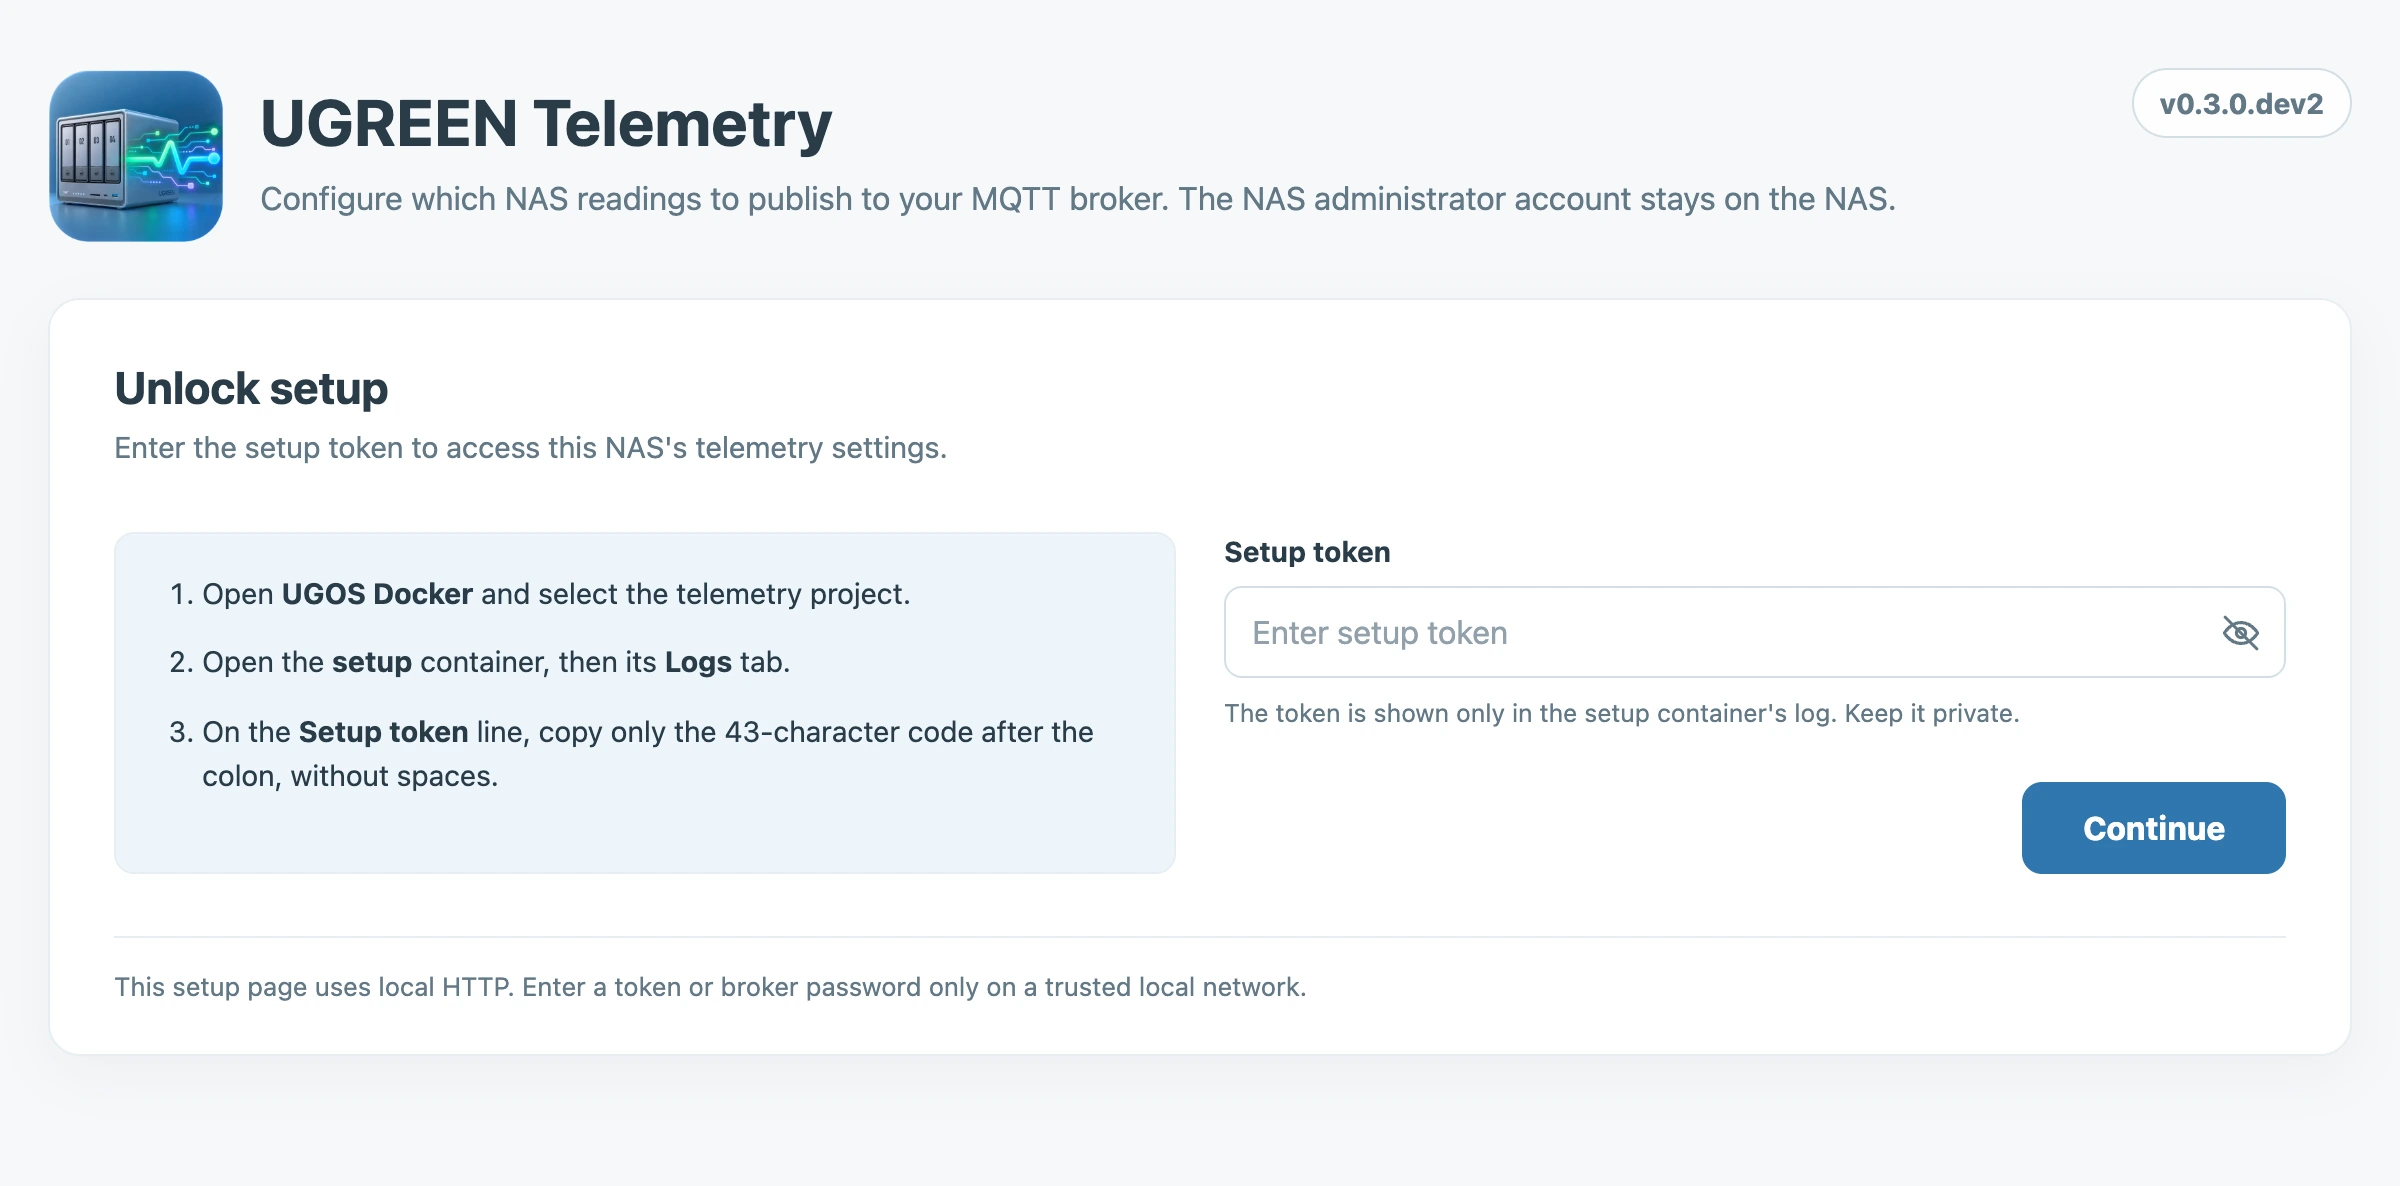 UGREEN Telemetry
v0.3.0.dev2
Configure which NAS readings to publish to your MQTT broker. The NAS administrator account stays on the NAS.
Unlock setup
Enter the setup token to access this NAS's telemetry settings.
1. Open UGOS Docker and select the telemetry project.
2. Open the setup container, then its Logs tab.
3. On the Setup token line, copy only the 43-character code after the
colon, without spaces.
Setup token
Enter setup token
The token is shown only in the setup container's log. Keep it private.
Continue
This setup page uses local HTTP. Enter a token or broker password only on a trusted local network.